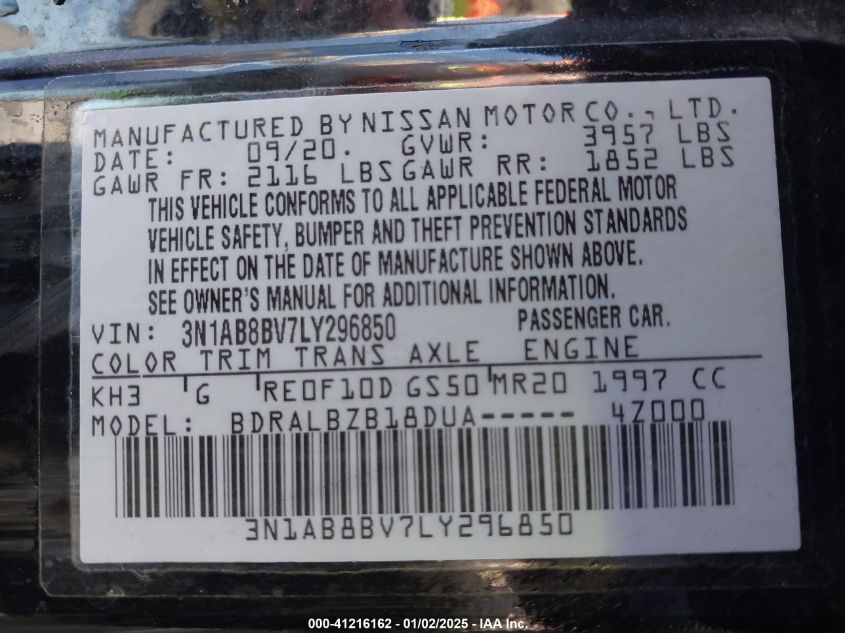 MANUFACTURED BY NISSAN MOTOR CO., LTD.
DATE: 09/20. GVWR: 3957 LBS
GAWR FR: 2116 LBS GAWR RR: 1852 LBS
THIS VEHICLE CONFORMS TO ALL APPLICABLE FEDERAL MOTOR
VEHICLE SAFETY, BUMPER AND THEFT PREVENTION STANDARDS
IN EFFECT ON THE DATE OF MANUFACTURE SHOWN ABOVE.
SEE OWNER'S MANUAL FOR ADDITIONAL INFORMATION.
VIN: 3N1AB8BV7LY296850 PASSENGER CAR.
COLOR TRIM TRANS AXLE ENGINE
KH3 G RE0F10D GS50 MR20 1997 CC
MODEL: BDRALBZB18DUA----- 4Z000
3N1AB8BV7LY296850
000-41216162 - 01/02/2025 - IAA Inc.